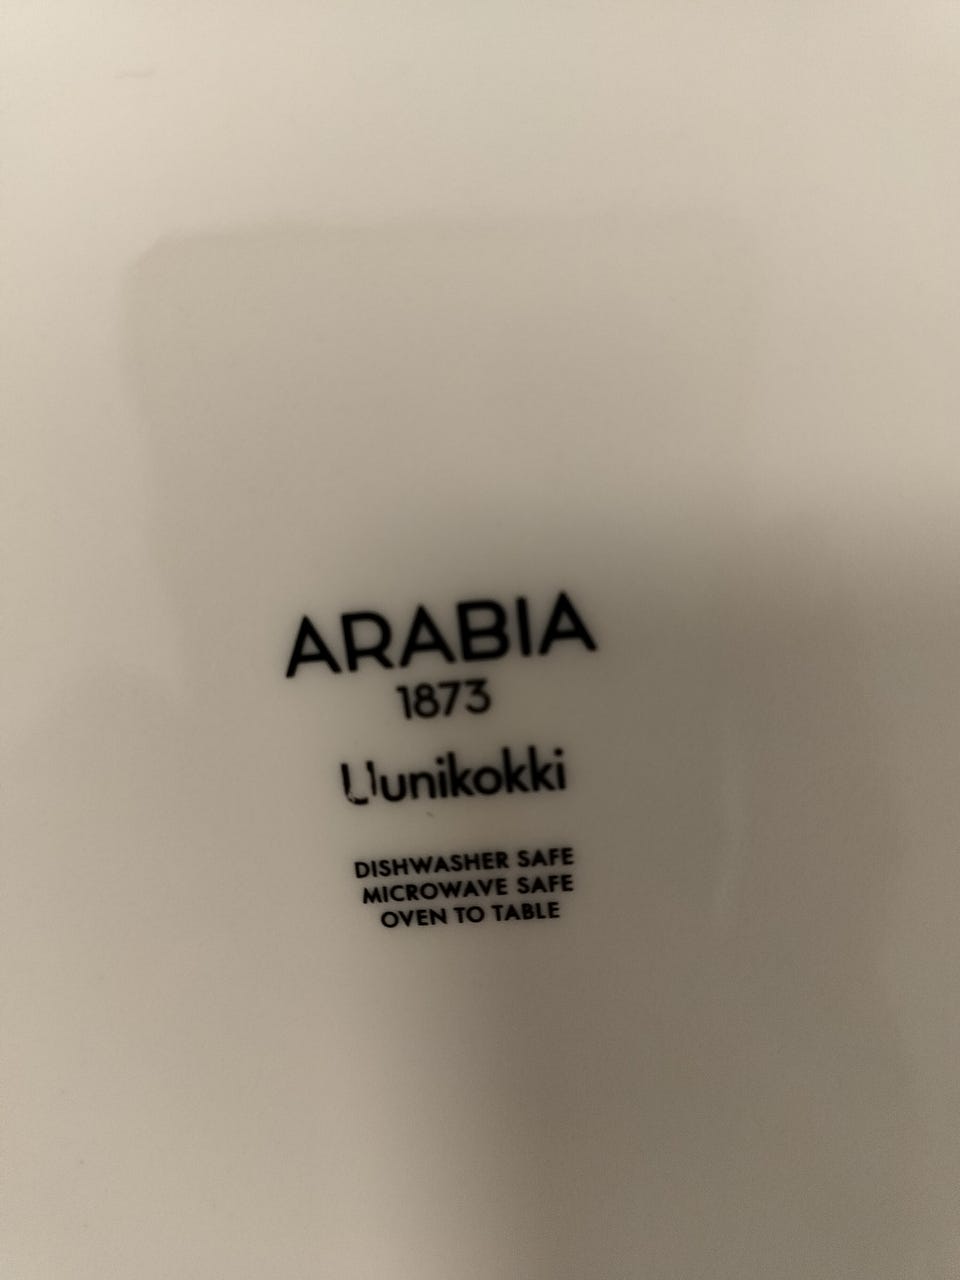 ARABIA
1873
Uunikokki
DISHWASHER SAFE
MICROWAVE SAFE
OVEN TO TABLE